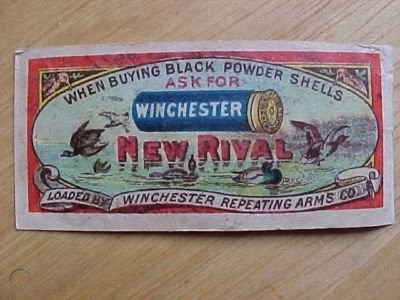 WHEN BUYING BLACK POWDER SHELLS
ASK FOR
WINCHESTER
NEW RIVAL
LOADED BY WINCHESTER REPEATING ARMS CO.